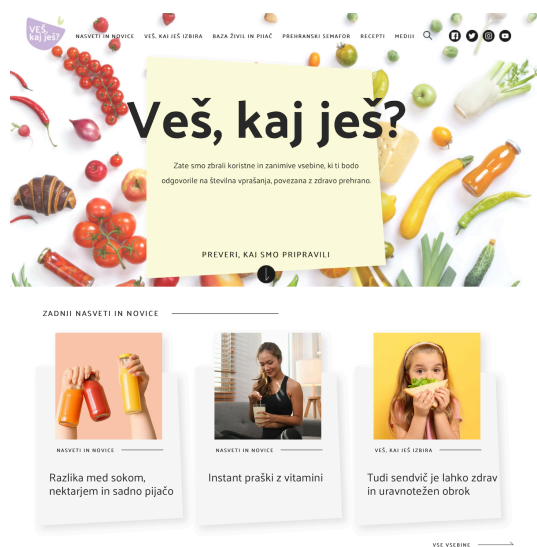 VEŠ,
kaj ješ?
NASVETI IN NOVICE VEŠ, KAJ JEŠ IZBIRA BAZA ŽIVIL IN PIJAČ PREHRANSKI SEMAFOR RECEPTI MEDIJI
Veš, kaj ješ?
Zate smo zbrali koristne in zanimive vsebine, ki ti bodo
odgovorile na številna vprašanja, povezana z zdravo prehrano.
PREVERI, KAJ SMO PRIPRAVILI
ZADNJI NASVETI IN NOVICE
NASVETI IN NOVICE
Razlika med sokom,
nektarjem in sadno pijačo
NASVETI IN NOVICE
Instant praški z vitamini
VEŠ, KAJ JEŠ IZBIRA
Tudi sendvič je lahko zdrav
in uravnotežen obrok
VSE VSEBINE